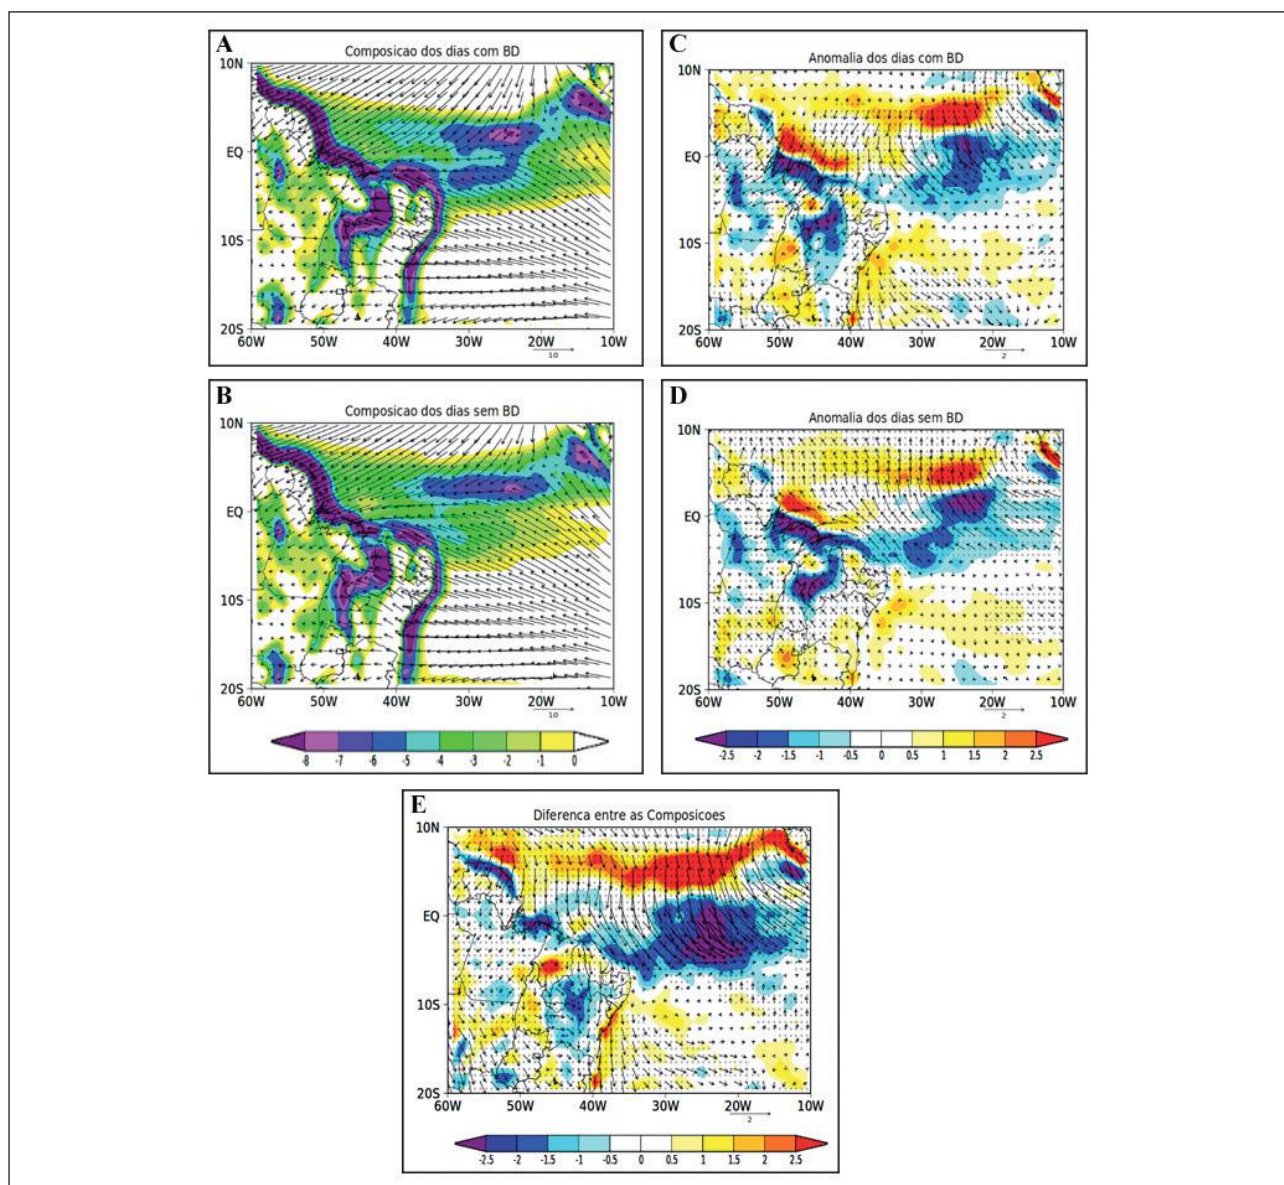 A
Composicao dos dias com BD
10N
EQ
10S
20S
60W 50W 40W 30W 20W 10W
10
C
Anomalia dos dias com BD
10N
EQ
10S
20S
60W 50W 40W 30W 20W 10W
2
B
Composicao dos dias sem BD
10N
EQ
10S
20S
60W 50W 40W 30W 20W 10W
10
-8 -7 -6 -5 -4 -3 -2 -1 0
D
Anomalia dos dias sem BD
10N
EQ
10S
20S
60W 50W 40W 30W 20W 10W
2
-2.5 -2 -1.5 -1 -0.5 0 0.5 1 1.5 2 2.5
E
Diferenca entre as Composicoes
10N
EQ
10S
20S
60W 50W 40W 30W 20W 10W
2
-2.5 -2 -1.5 -1 -0.5 0 0.5 1 1.5 2 2.5